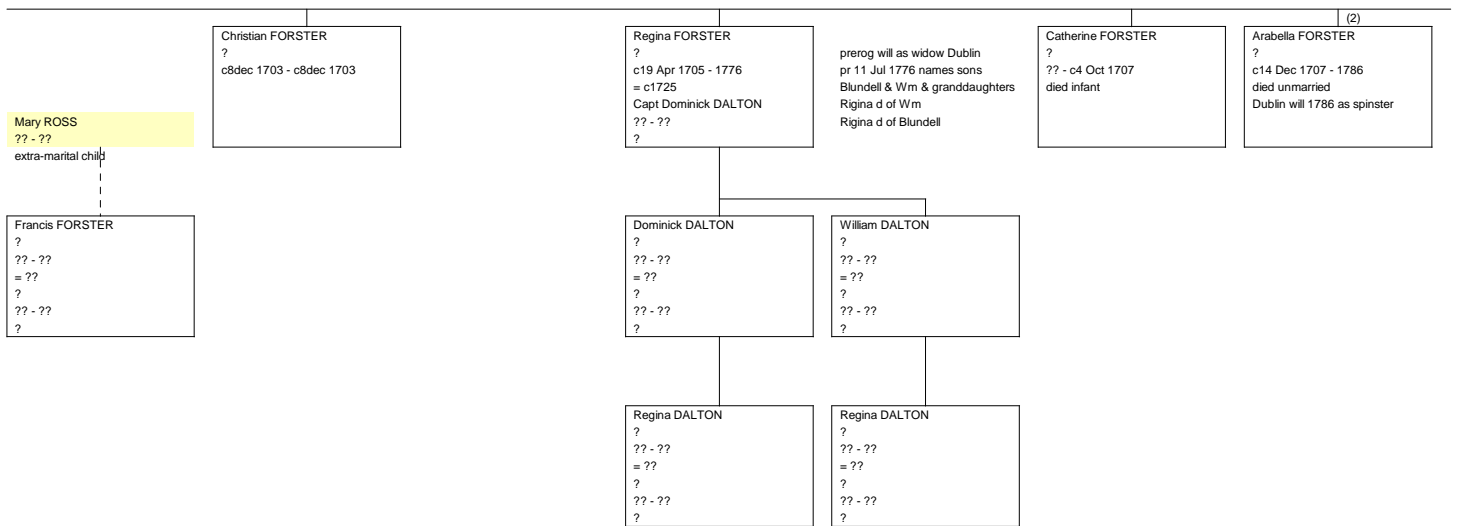 (2)
Christian FORSTER
?
c8dec 1703 - c8dec 1703
Regina FORSTER
?
c19 Apr 1705 - 1776
= c1725
Capt Dominick DALTON
?? - ??
?
prerog will as widow Dublin
pr 11 Jul 1776 names sons
Blundell & Wm & granddaughters
Rigina d of Wm
Rigina d of Blundell
Catherine FORSTER
?
?? - c4 Oct 1707
died infant
Arabella FORSTER
?
c14 Dec 1707 - 1786
died unmarried
Dublin will 1786 as spinster
Mary ROSS
?? - ??
extra-marital child
Francis FORSTER
?
?? - ??
= ??
?
?? - ??
?
Dominick DALTON
?
?? - ??
= ??
?
?? - ??
?
William DALTON
?
?? - ??
= ??
?
?? - ??
?
Regina DALTON
?
?? - ??
= ??
?
?? - ??
?
Regina DALTON
?
?? - ??
= ??
?
?? - ??
?